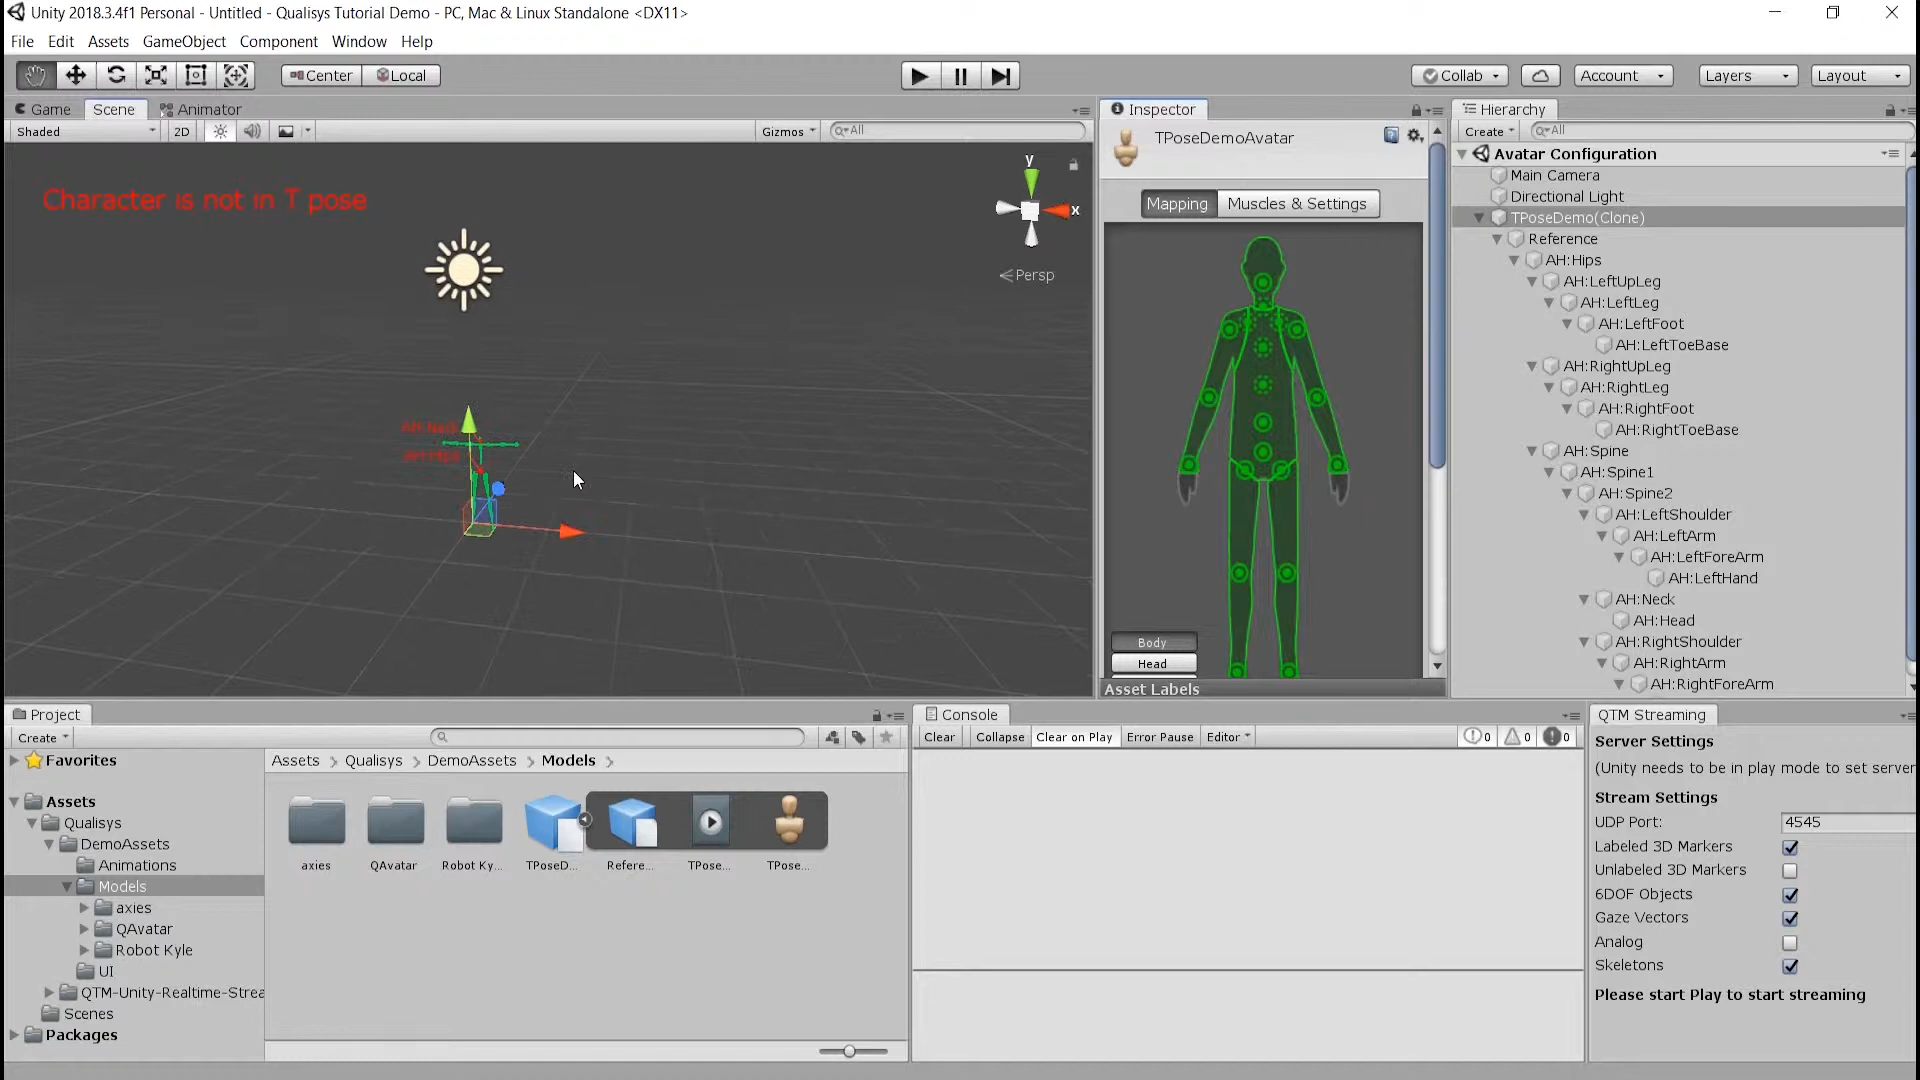 Unity 2018.3.4f1 Personal - Untitled - Qualisys Tutorial Demo - PC, Mac & Linux Standalone <DX11>
File Edit Assets GameObject Component Window Help
Center Local
Collab Account Layers Layout
Game Scene Animator
Shaded 2D Gizmos All
Character is not in T pose
y
x
Persp
AH:Neck
AH:Hips
Inspector
TPoseDemoAvatar
Mapping Muscles & Settings
Body
Head
Asset Labels
Hierarchy
Create All
Avatar Configuration
Main Camera
Directional Light
TPoseDemo(Clone)
Reference
AH:Hips
AH:LeftUpLeg
AH:LeftLeg
AH:LeftFoot
AH:LeftToeBase
AH:RightUpLeg
AH:RightLeg
AH:RightFoot
AH:RightToeBase
AH:Spine
AH:Spine1
AH:Spine2
AH:LeftShoulder
AH:LeftArm
AH:LeftForeArm
AH:LeftHand
AH:Neck
AH:Head
AH:RightShoulder
AH:RightArm
AH:RightForeArm
Project
Create
Favorites
Assets
Qualisys
DemoAssets
Animations
Models
axies
QAvatar
Robot Kyle
UI
QTM-Unity-Realtime-Strea
Scenes
Packages
Assets > Qualisys > DemoAssets > Models >
axies QAvatar Robot Ky... TPoseD... Refere... TPose... TPose...
Console
Clear Collapse Clear on Play Error Pause Editor 0 0 0
QTM Streaming
Server Settings
(Unity needs to be in play mode to set server
Stream Settings
UDP Port: 4545
Labeled 3D Markers
Unlabeled 3D Markers
6DOF Objects
Gaze Vectors
Analog
Skeletons
Please start Play to start streaming